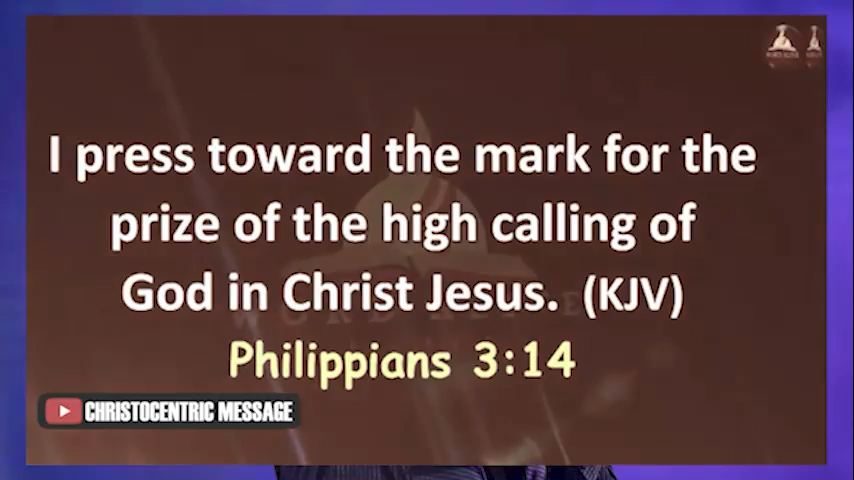 I press toward the mark for the
prize of the high calling of
God in Christ Jesus. (KJV)
Philippians 3:14
CHRISTOCENTRIC MESSAGE